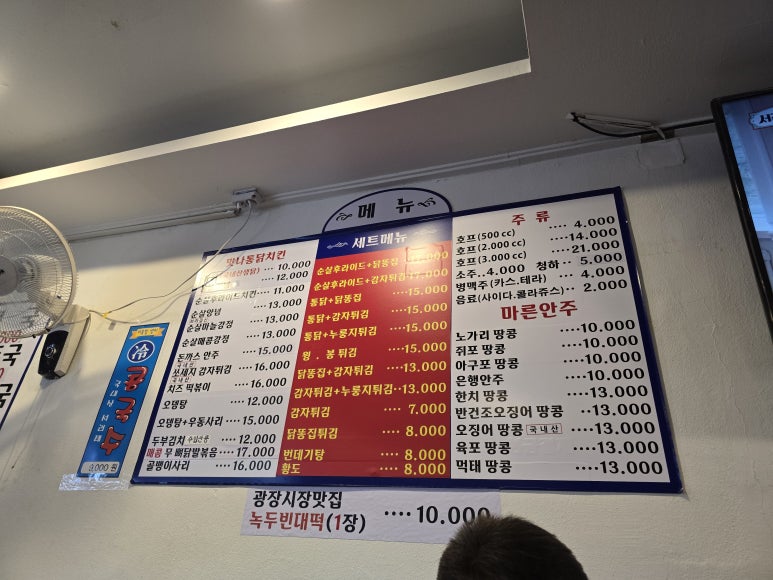 메 뉴
맛나통닭치킨
10.000
12.000
순살후라이드치킨 11.000
순살양념 13.000
순살마늘강정 13.000
순살매콤강정 13.000
돈까스 안주 15.000
쏘세지 감자튀김 16.000
국내산
치즈 떡볶이 16.000
오뎅탕 12.000
오뎅탕+우동사리 15.000
두부김치 12.000
매콤 무 뼈닭발볶음 17.000
골뱅이사리 16.000
세트메뉴
순살후라이드+닭똥집
순살후라이드+감자튀김
통닭+닭똥집 15.000
통닭+감자튀김 15.000
통닭+누룽지튀김 15.000
윙 . 봉 튀김 15.000
닭똥집+감자튀김 13.000
감자튀김+누룽지튀김 13.000
감자튀김 7.000
닭똥집튀김 8.000
번데기탕 8.000
황도 8.000
주 류
호프(500 cc) 4.000
호프(2.000 cc) 14.000
호프(3.000 cc) 21.000
소주 4.000 청하 5.000
병맥주(카스.테라) 5.000
음료(사이다.콜라쥬스) 2.000
마른안주
노가리 땅콩 10.000
쥐포 땅콩 10.000
아구포 땅콩 10.000
은행안주 10.000
한치 땅콩 13.000
반건조오징어 땅콩 13.000
오징어 땅콩 국내산 13.000
육포 땅콩 13.000
먹태 땅콩 13.000
冷
광장시장맛집
녹두빈대떡(1장) 10.000